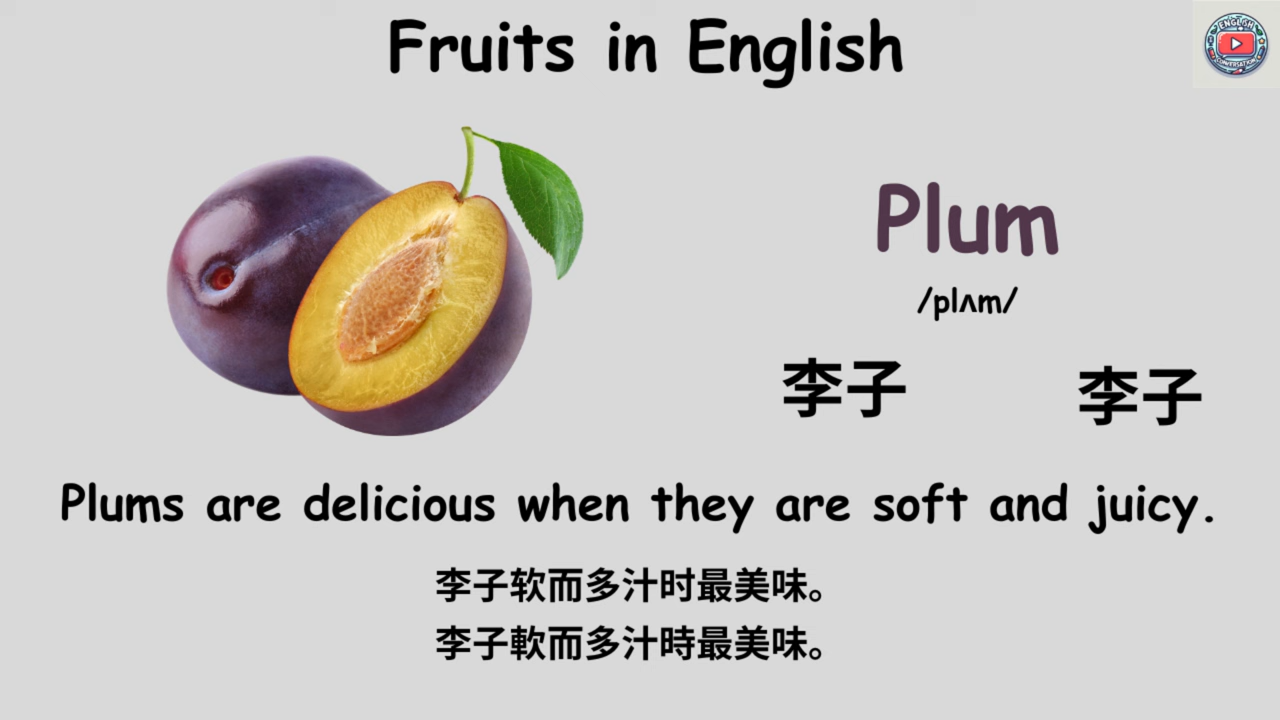 Fruits in English
ENGLISH
CONVERSATION
Plum
/plʌm/
李子 李子
Plums are delicious when they are soft and juicy.
李子软而多汁时最美味。
李子軟而多汁時最美味。